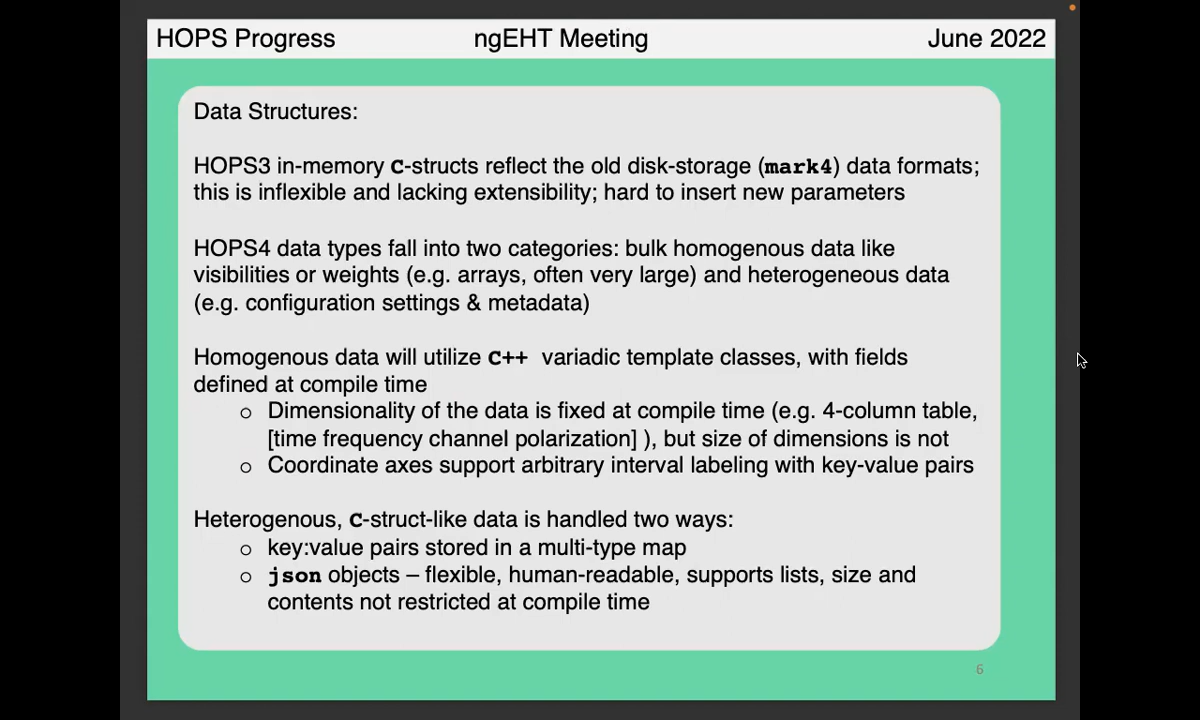 HOPS Progress ngEHT Meeting June 2022
Data Structures:
HOPS3 in-memory C-structs reflect the old disk-storage (mark4) data formats;
this is inflexible and lacking extensibility; hard to insert new parameters
HOPS4 data types fall into two categories: bulk homogenous data like
visibilities or weights (e.g. arrays, often very large) and heterogeneous data
(e.g. configuration settings & metadata)
Homogenous data will utilize C++ variadic template classes, with fields
defined at compile time
○ Dimensionality of the data is fixed at compile time (e.g. 4-column table,
[time frequency channel polarization] ), but size of dimensions is not
○ Coordinate axes support arbitrary interval labeling with key-value pairs
Heterogenous, C-struct-like data is handled two ways:
○ key:value pairs stored in a multi-type map
○ json objects – flexible, human-readable, supports lists, size and
contents not restricted at compile time
6